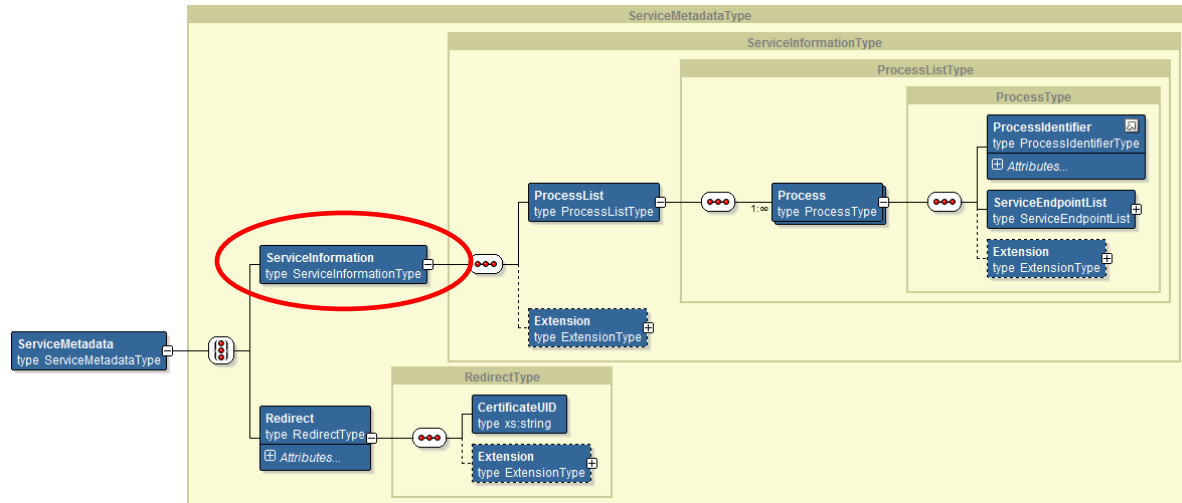 ServiceMetadataType
ServiceInformationType
ProcessListType
ProcessType
ProcessIdentifier
type ProcessIdentifierType
Attributes...
ProcessList
type ProcessListType
1:∞
Process
type ProcessType
ServiceEndpointList
type ServiceEndpointList
Extension
type ExtensionType
ServiceInformation
type ServiceInformationType
Extension
type ExtensionType
ServiceMetadata
type ServiceMetadataType
RedirectType
Redirect
type RedirectType
Attributes...
CertificateUID
type xs:string
Extension
type ExtensionType